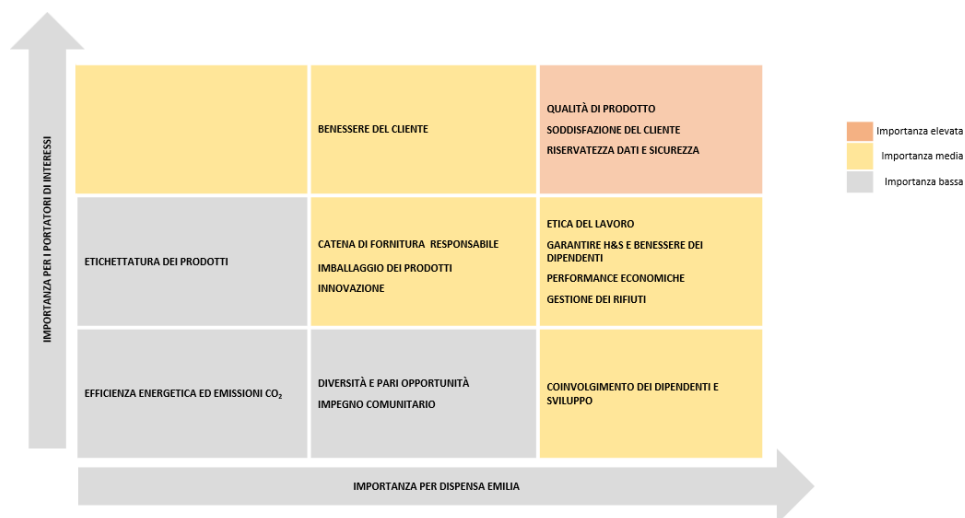 IMPORTANZA PER I PORTATORI DI INTERESSI
BENESSERE DEL CLIENTE
QUALITÀ DI PRODOTTO
SODDISFAZIONE DEL CLIENTE
RISERVATEZZA DATI E SICUREZZA
ETICHETTATURA DEI PRODOTTI
CATENA DI FORNITURA RESPONSABILE
IMBALLAGGIO DEI PRODOTTI
INNOVAZIONE
ETICA DEL LAVORO
GARANTIRE H&S E BENESSERE DEI
DIPENDENTI
PERFORMANCE ECONOMICHE
GESTIONE DEI RIFIUTI
EFFICIENZA ENERGETICA ED EMISSIONI CO₂
DIVERSITÀ E PARI OPPORTUNITÀ
IMPEGNO COMUNITARIO
COINVOLGIMENTO DEI DIPENDENTI E
SVILUPPO
IMPORTANZA PER DISPENSA EMILIA
Importanza elevata
Importanza media
Importanza bassa